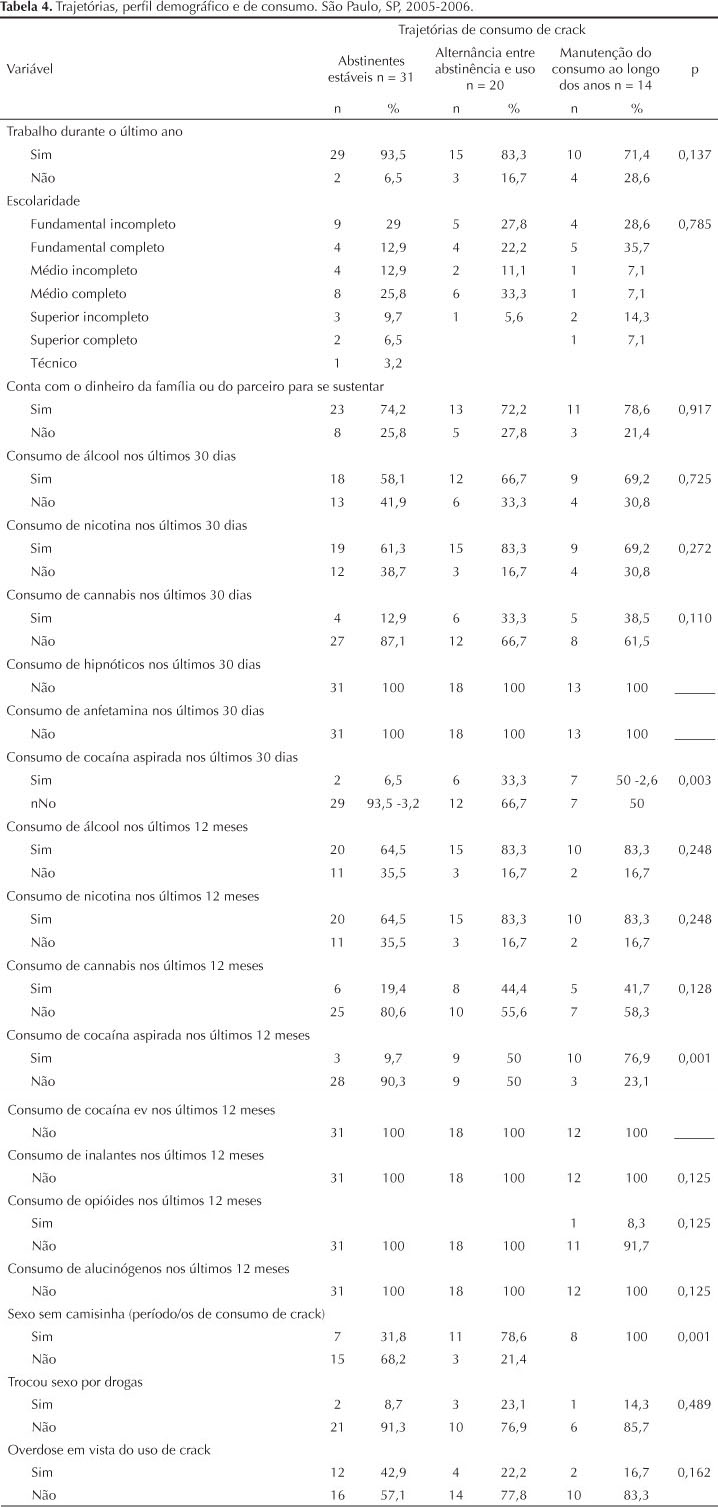 Tabela 4. Trajetórias, perfil demográfico e de consumo. São Paulo, SP, 2005-2006.
Trajetórias de consumo de crack
Variável
Abstinentes estáveis n = 31
Alternância entre abstinência e uso n = 20
Manutenção do consumo ao longo dos anos n = 14
p
n % n % n %
Trabalho durante o último ano
Sim 29 93,5 15 83,3 10 71,4 0,137
Não 2 6,5 3 16,7 4 28,6
Escolaridade
Fundamental incompleto 9 29 5 27,8 4 28,6 0,785
Fundamental completo 4 12,9 4 22,2 5 35,7
Médio incompleto 4 12,9 2 11,1 1 7,1
Médio completo 8 25,8 6 33,3 1 7,1
Superior incompleto 3 9,7 1 5,6 2 14,3
Superior completo 2 6,5 1 7,1
Técnico 1 3,2
Conta com o dinheiro da família ou do parceiro para se sustentar
Sim 23 74,2 13 72,2 11 78,6 0,917
Não 8 25,8 5 27,8 3 21,4
Consumo de álcool nos últimos 30 dias
Sim 18 58,1 12 66,7 9 69,2 0,725
Não 13 41,9 6 33,3 4 30,8
Consumo de nicotina nos últimos 30 dias
Sim 19 61,3 15 83,3 9 69,2 0,272
Não 12 38,7 3 16,7 4 30,8
Consumo de cannabis nos últimos 30 dias
Sim 4 12,9 6 33,3 5 38,5 0,110
Não 27 87,1 12 66,7 8 61,5
Consumo de hipnóticos nos últimos 30 dias
Não 31 100 18 100 13 100 ______
Consumo de anfetamina nos últimos 30 dias
Não 31 100 18 100 13 100 ______
Consumo de cocaína aspirada nos últimos 30 dias
Sim 2 6,5 6 33,3 7 50 -2,6 0,003
nNo 29 93,5 -3,2 12 66,7 7 50
Consumo de álcool nos últimos 12 meses
Sim 20 64,5 15 83,3 10 83,3 0,248
Não 11 35,5 3 16,7 2 16,7
Consumo de nicotina nos últimos 12 meses
Sim 20 64,5 15 83,3 10 83,3 0,248
Não 11 35,5 3 16,7 2 16,7
Consumo de cannabis nos últimos 12 meses
Sim 6 19,4 8 44,4 5 41,7 0,128
Não 25 80,6 10 55,6 7 58,3
Consumo de cocaína aspirada nos últimos 12 meses
Sim 3 9,7 9 50 10 76,9 0,001
Não 28 90,3 9 50 3 23,1
Consumo de cocaína ev nos últimos 12 meses
Não 31 100 18 100 12 100 ______
Consumo de inalantes nos últimos 12 meses
Não 31 100 18 100 12 100 0,125
Consumo de opióides nos últimos 12 meses
Sim 1 8,3 0,125
Não 31 100 18 100 11 91,7
Consumo de alucinógenos nos últimos 12 meses
Não 31 100 18 100 12 100 0,125
Sexo sem camisinha (período/os de consumo de crack)
Sim 7 31,8 11 78,6 8 100 0,001
Não 15 68,2 3 21,4
Trocou sexo por drogas
Sim 2 8,7 3 23,1 1 14,3 0,489
Não 21 91,3 10 76,9 6 85,7
Overdose em vista do uso de crack
Sim 12 42,9 4 22,2 2 16,7 0,162
Não 16 57,1 14 77,8 10 83,3